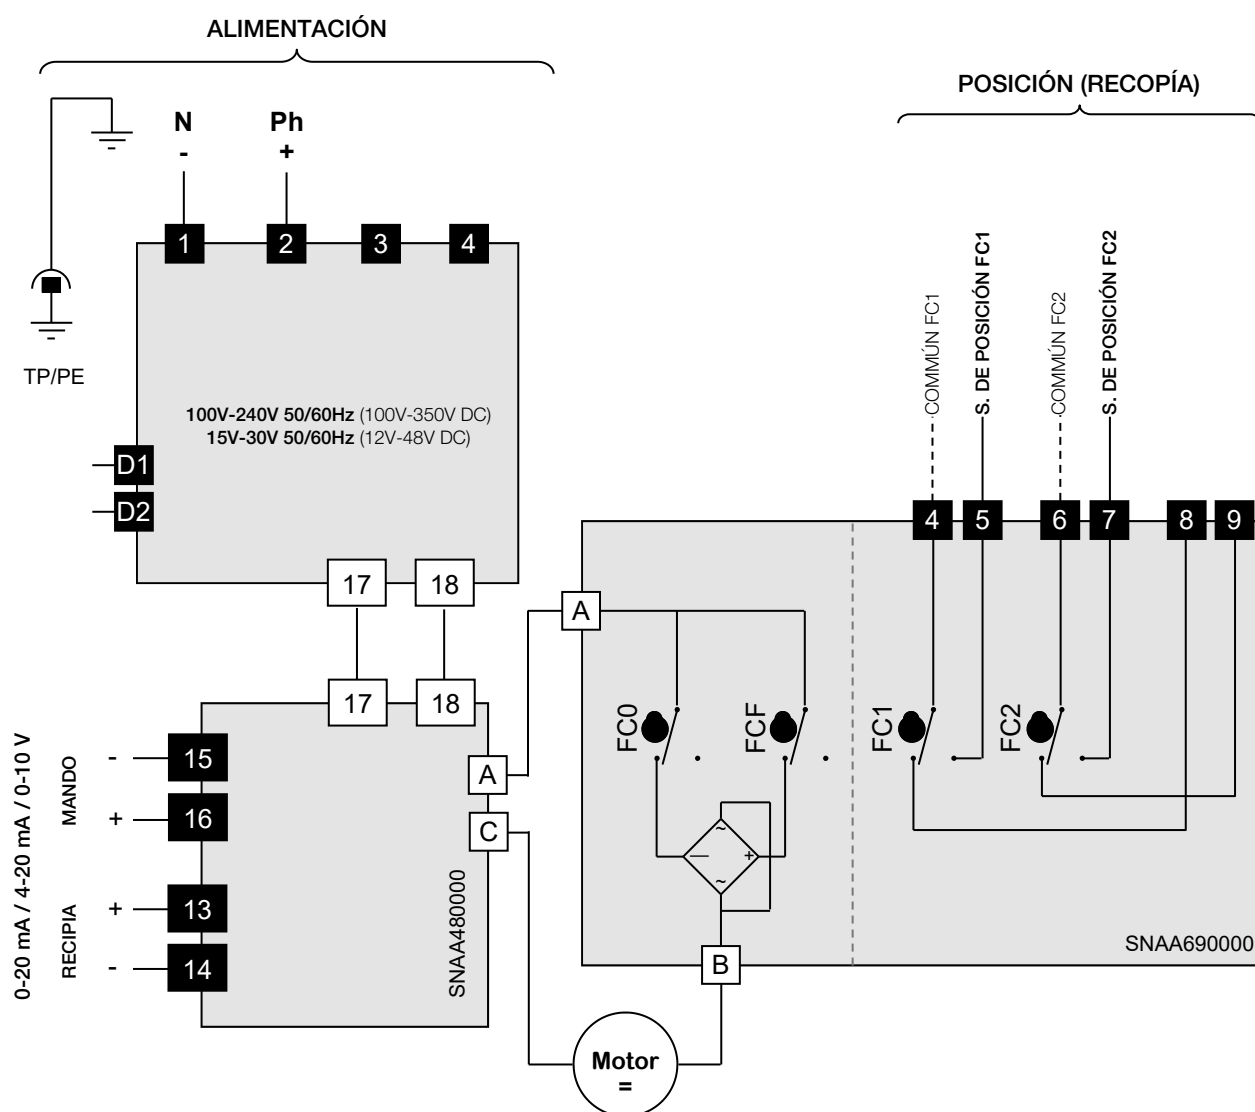 ALIMENTACIÓN
POSICIÓN (RECOPÍA)
N
-
Ph
+
1
2
3
4
TP/PE
100V-240V 50/60Hz (100V-350V DC)
15V-30V 50/60Hz (12V-48V DC)
D1
D2
17
18
COMMÚN FC1
S. DE POSICIÓN FC1
COMMÚN FC2
S. DE POSICIÓN FC2
4
5
6
7
8
9
A
FC0
FCF
FC1
FC2
~
—
+
~
B
SNAA690000
17
18
0-20 mA / 4-20 mA / 0-10 V
MANDO
-
15
+
16
RECIPIA
+
13
-
14
A
C
SNAA480000
Motor
=